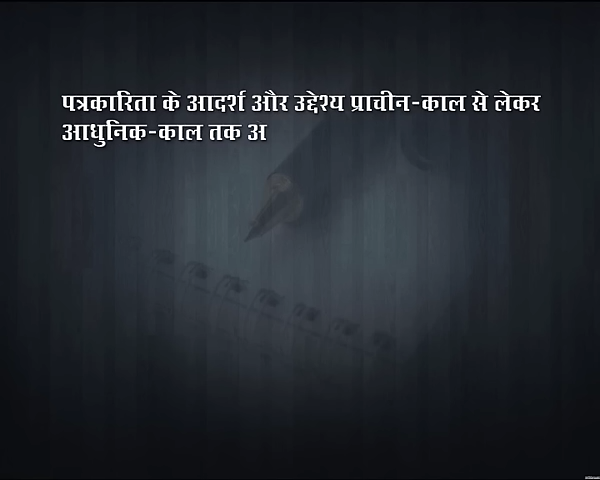 पत्रकारिता के आदर्श और उद्देश्य प्राचीन-काल से लेकर
आधुनिक-काल तक अ